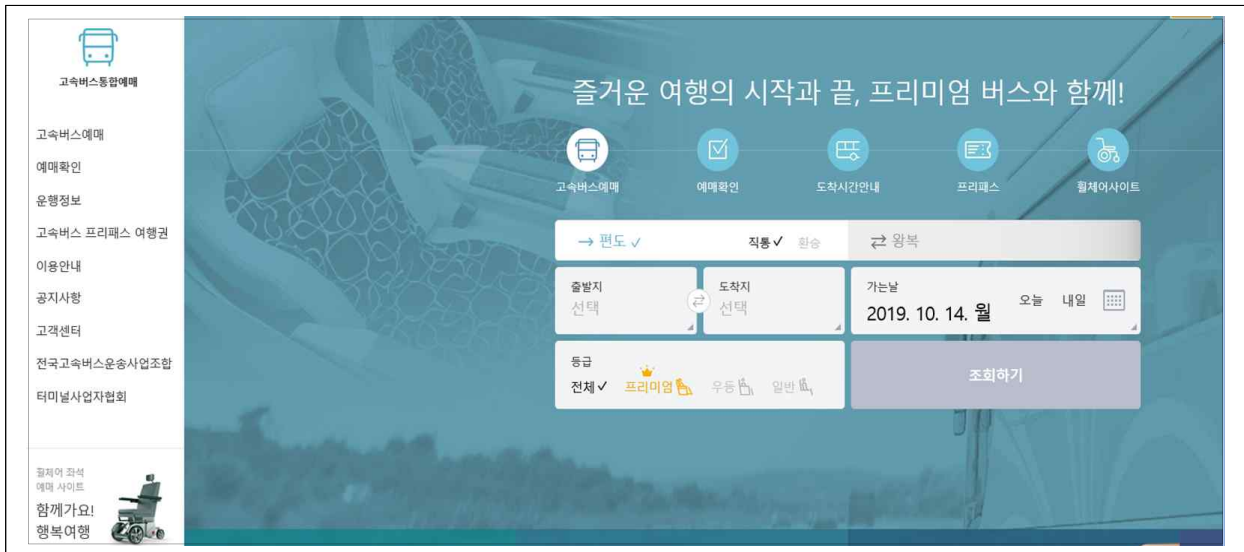 고속버스통합예매
고속버스예매
예매확인
운행정보
고속버스 프리패스 여행권
이용안내
공지사항
고객센터
전국고속버스운송사업조합
터미널사업자협회
휠체어 좌석
예매 사이트
함께가요!
행복여행
즐거운 여행의 시작과 끝, 프리미엄 버스와 함께!
고속버스예매 예매확인 도착시간안내 프리패스 휠체어사이트
→ 편도 ✓ 직통 ✓ 환승 ⇄ 왕복
출발지 도착지 가는날
선택 ⇄ 선택 2019. 10. 14. 월 오늘 내일
등급
전체 ✓ 프리미엄 우등 일반
조회하기